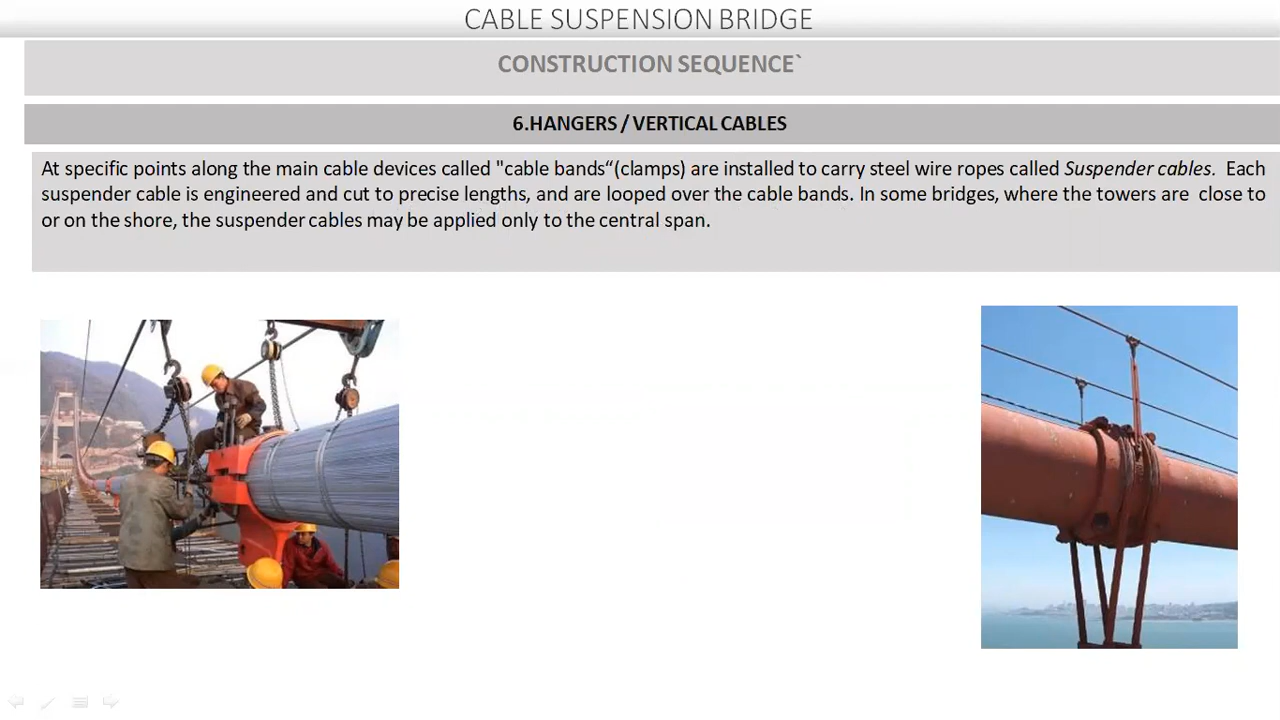 CABLE SUSPENSION BRIDGE
CONSTRUCTION SEQUENCE`
6.HANGERS / VERTICAL CABLES
At specific points along the main cable devices called "cable bands“(clamps) are installed to carry steel wire ropes called Suspender cables. Each
suspender cable is engineered and cut to precise lengths, and are looped over the cable bands. In some bridges, where the towers are close to
or on the shore, the suspender cables may be applied only to the central span.